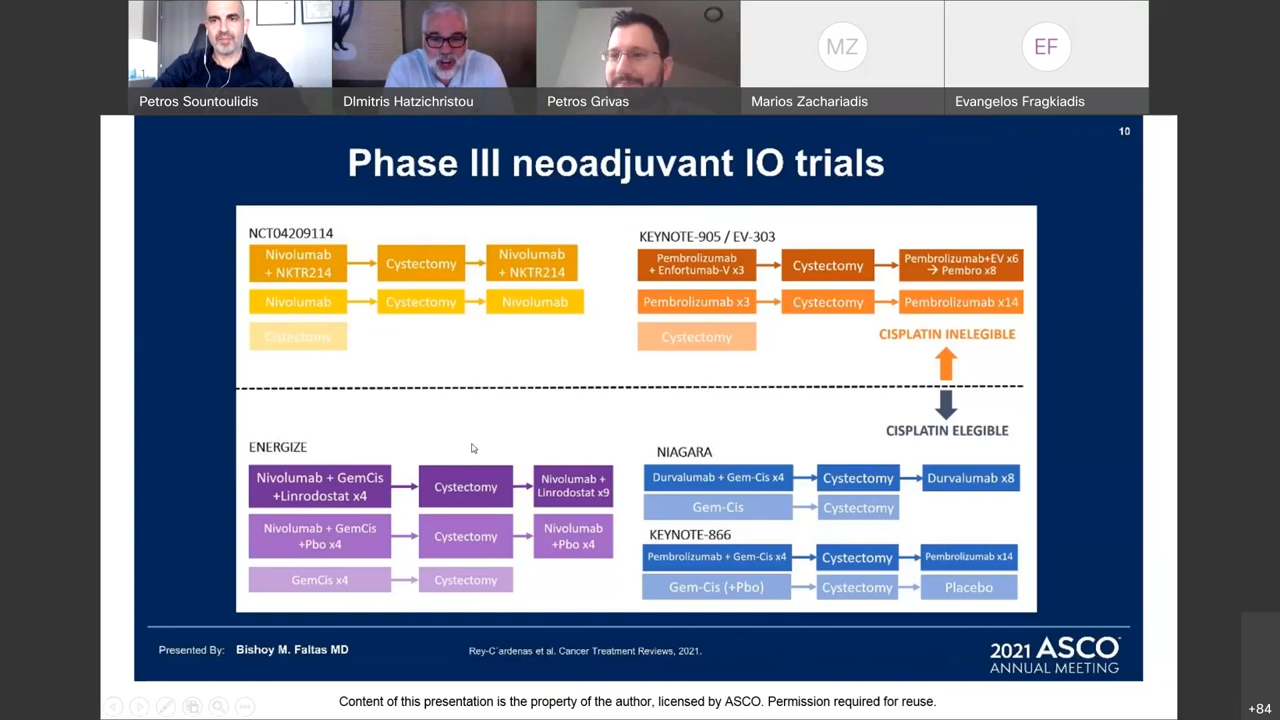 MZ
EF
Petros Sountoulidis
DImitris Hatzichristou
Petros Grivas
Marios Zachariadis
Evangelos Fragkiadis
10
Phase III neoadjuvant IO trials
NCT04209114
Nivolumab
+ NKTR214
Cystectomy
Nivolumab
+ NKTR214
Nivolumab
Cystectomy
Nivolumab
Cistectomy
KEYNOTE-905 / EV-303
Pembrolizumab
+ Enfortumab-V x3
Cystectomy
Pembrolizumab+EV x6
→ Pembro x8
Pembrolizumab x3
Cystectomy
Pembrolizumab x14
Cystectomy
CISPLATIN INELEGIBLE
CISPLATIN ELEGIBLE
ENERGIZE
Nivolumab + GemCis
+Linrodostat x4
Cystectomy
Nivolumab +
Linrodostat x9
Nivolumab + GemCis
+Pbo x4
Cystectomy
Nivolumab
+Pbo x4
GemCis x4
Cystectomy
NIAGARA
Durvalumab + Gem-Cis x4
Cystectomy
Durvalumab x8
Gem-Cis
Cystectomy
KEYNOTE-866
Pembrolizumab + Gem-Cis x4
Cystectomy
Pembrolizumab x14
Gem-Cis (+Pbo)
Cystectomy
Placebo
Presented By: Bishoy M. Faltas MD
Rey-C´ardenas et al. Cancer Treatment Reviews, 2021.
2021 ASCO
ANNUAL MEETING
Content of this presentation is the property of the author, licensed by ASCO. Permission required for reuse.
+84